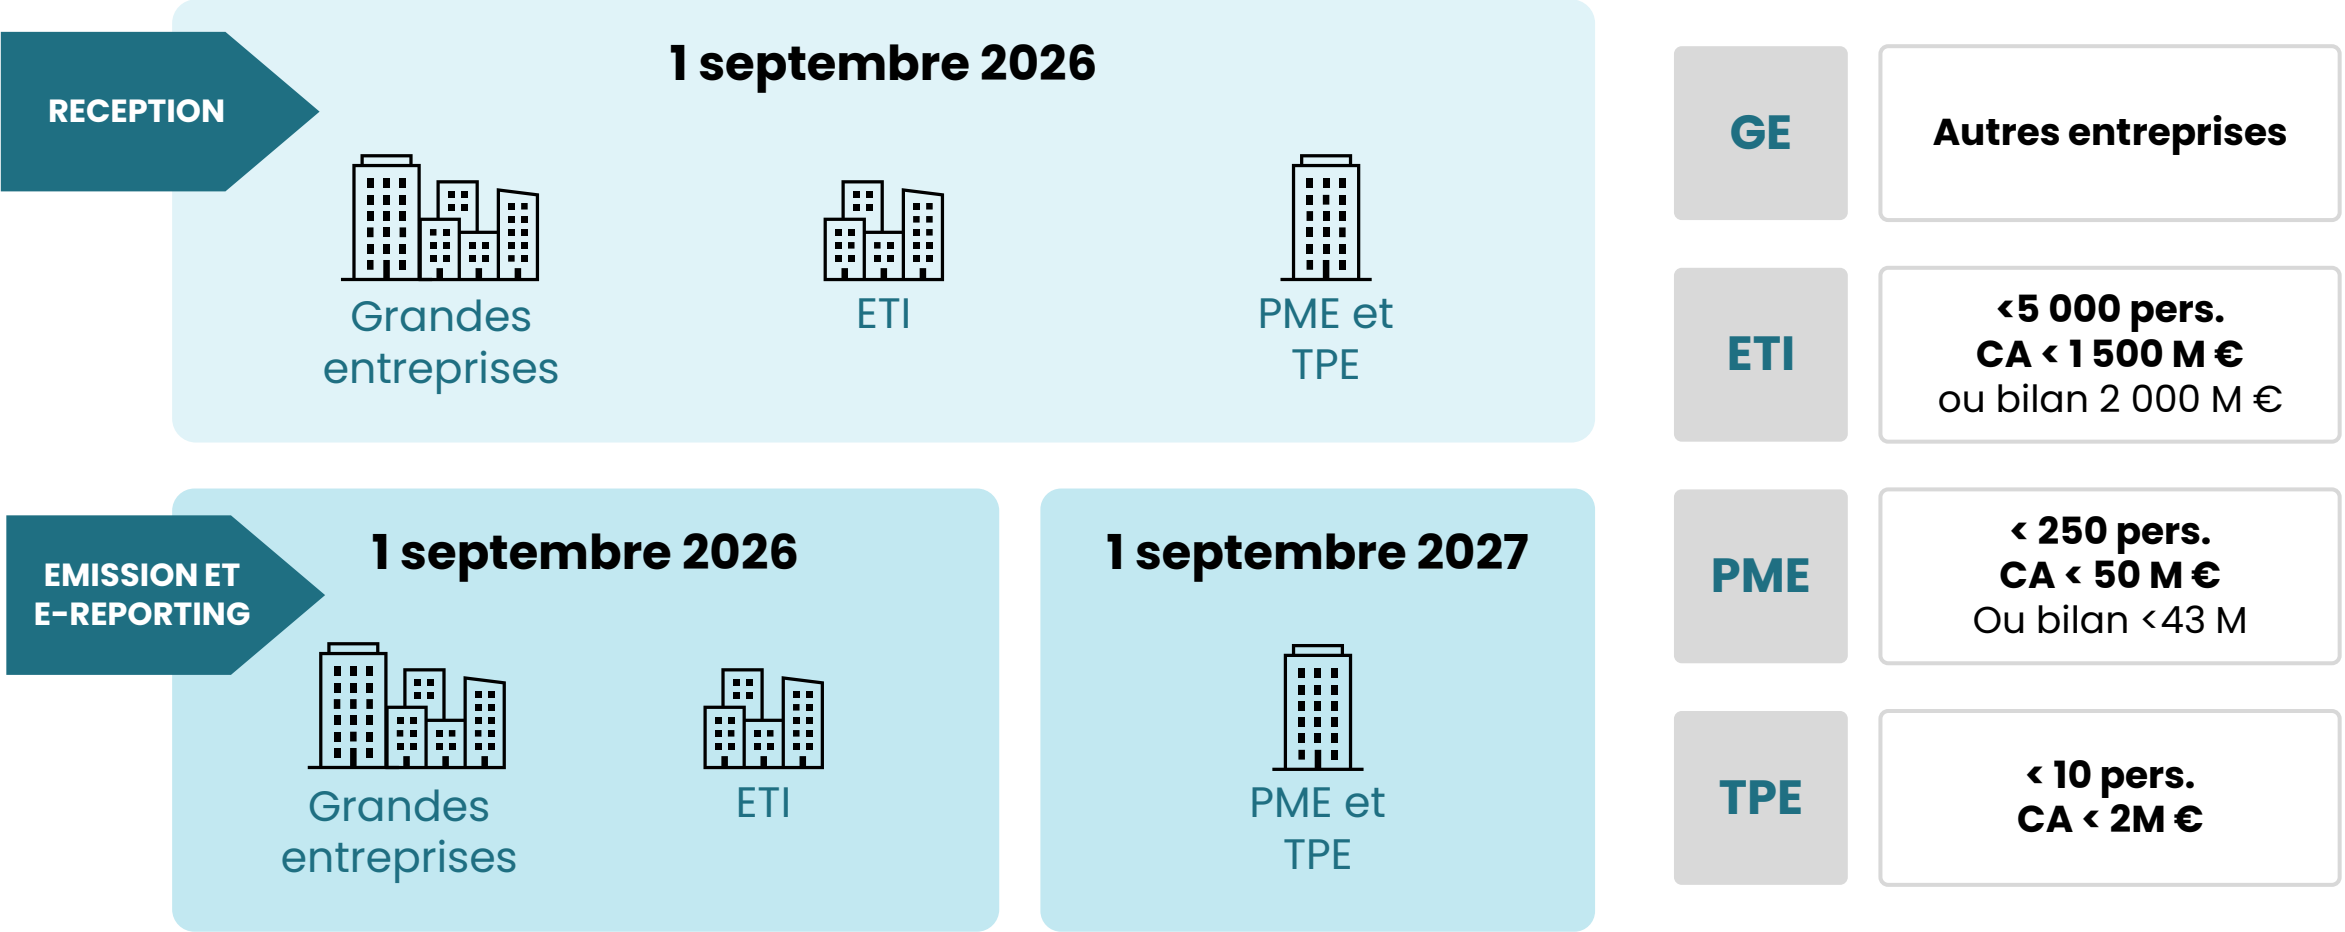 RECEPTION
1 septembre 2026
Grandes
entreprises
ETI
PME et
TPE
EMISSION ET
E-REPORTING
1 septembre 2026
Grandes
entreprises
ETI
1 septembre 2027
PME et
TPE
GE
Autres entreprises
ETI
<5 000 pers.
CA < 1 500 M €
ou bilan 2 000 M €
PME
< 250 pers.
CA < 50 M €
Ou bilan <43 M
TPE
< 10 pers.
CA < 2M €